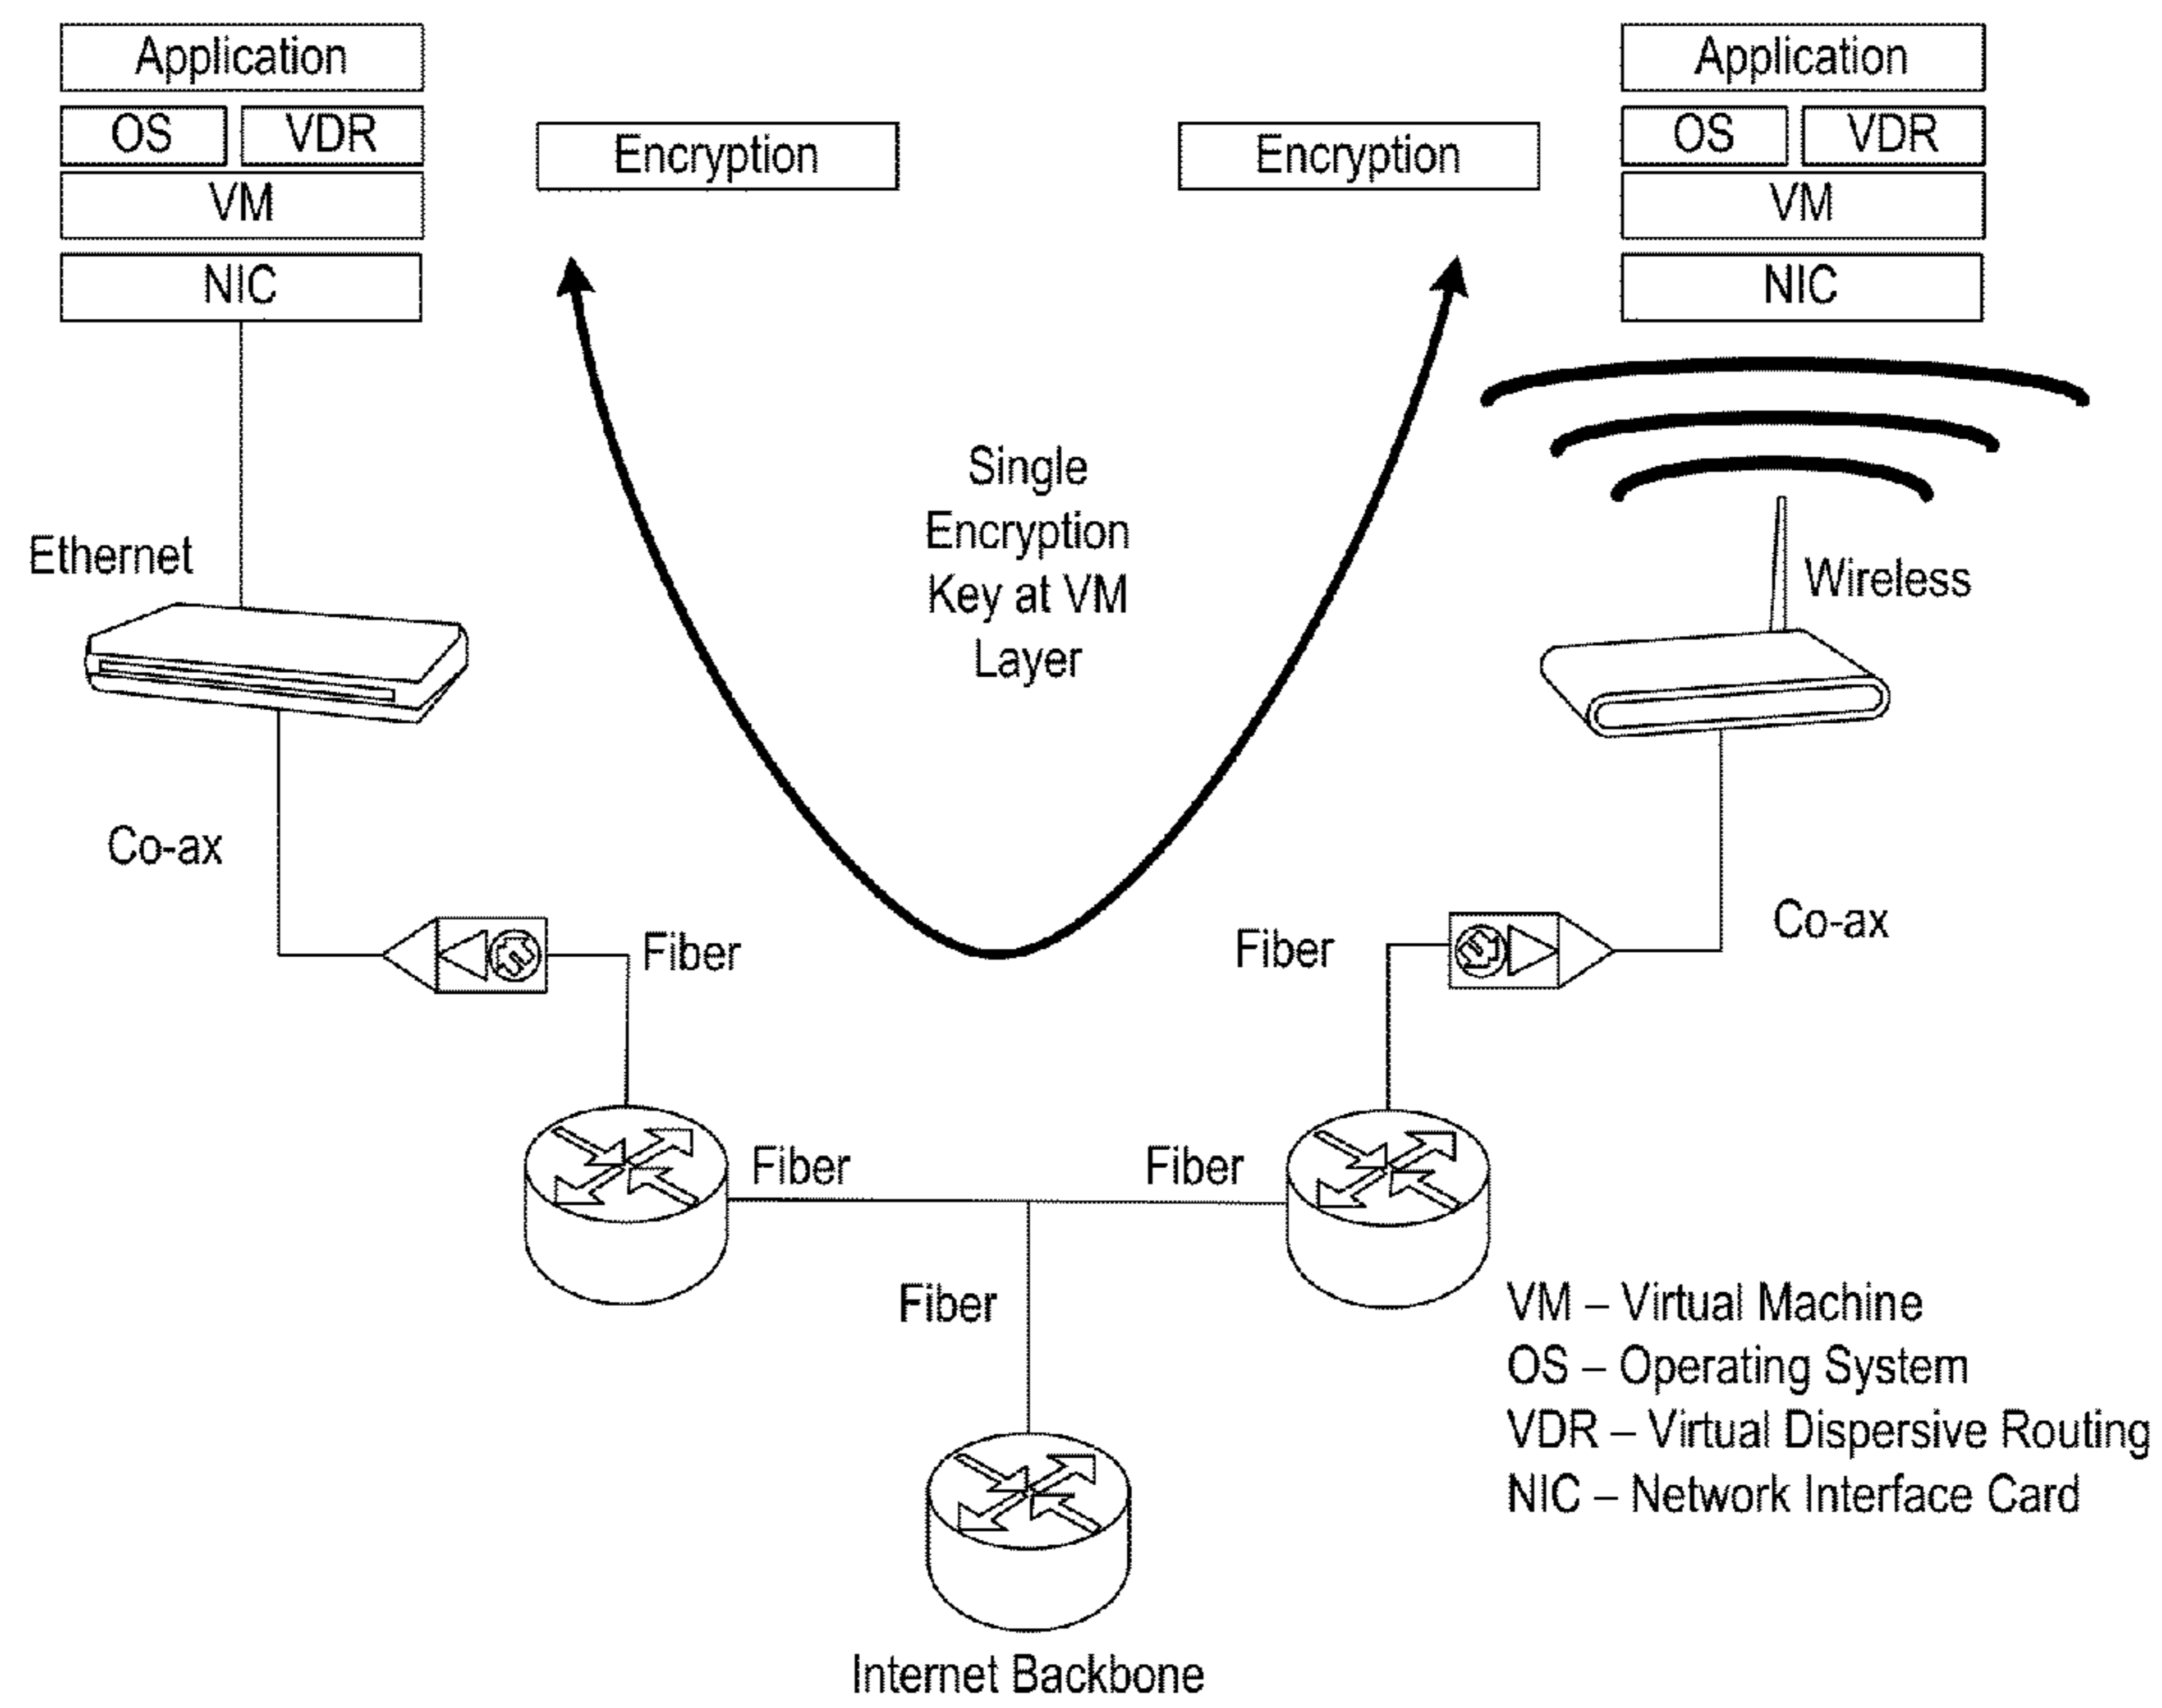 Application
OS VDR
VM
NIC
Encryption
Encryption
Application
OS VDR
VM
NIC
Single
Encryption
Key at VM
Layer
Ethernet
Wireless
Co-ax
Fiber
Fiber
Co-ax
Fiber
Fiber
Fiber
VM – Virtual Machine
OS – Operating System
VDR – Virtual Dispersive Routing
NIC – Network Interface Card
Internet Backbone